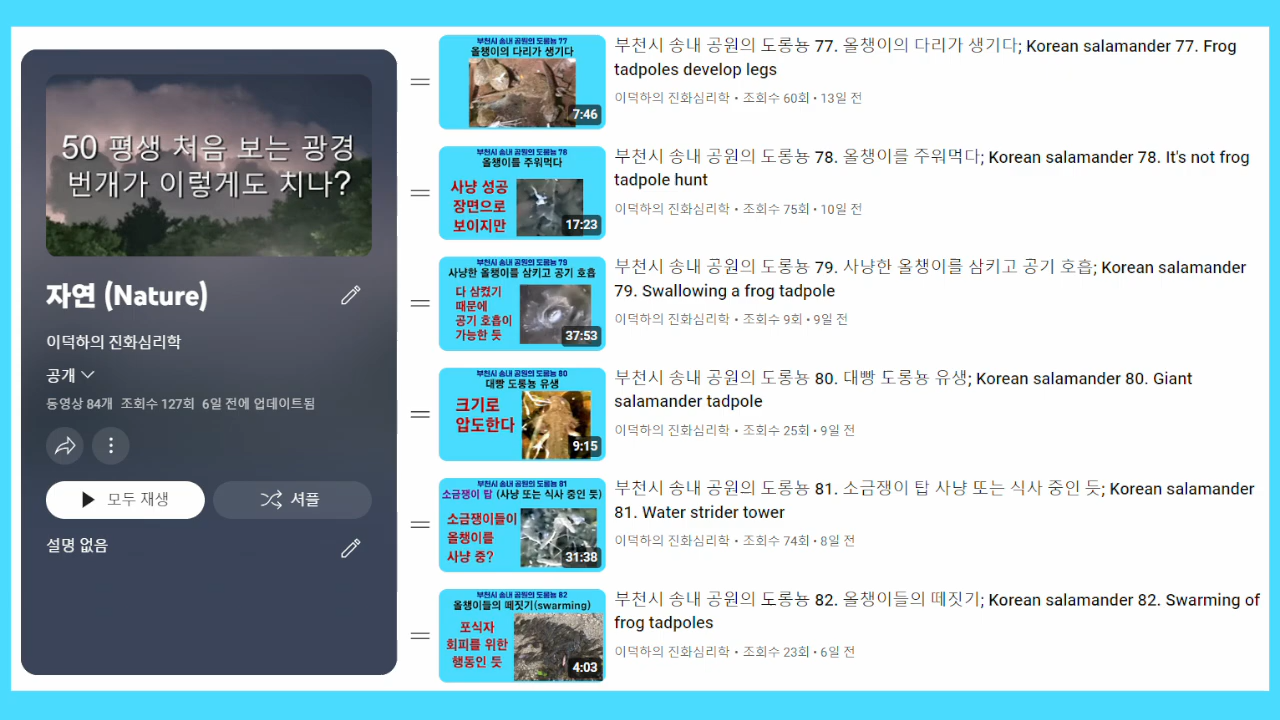 50 평생 처음 보는 광경
번개가 이렇게도 치나?
자연 (Nature)
이덕하의 진화심리학
공개
동영상 84개 조회수 127회 6일 전에 업데이트됨
모두 재생
셔플
설명 없음
부천시 송내 공원의 도롱뇽 77
올챙이의 다리가 생기다
7:46
부천시 송내 공원의 도롱뇽 77. 올챙이의 다리가 생기다; Korean salamander 77. Frog
tadpoles develop legs
이덕하의 진화심리학 • 조회수 60회 • 13일 전
부천시 송내 공원의 도롱뇽 78
올챙이를 주워먹다
사냥 성공
장면으로
보이지만
17:23
부천시 송내 공원의 도롱뇽 78. 올챙이를 주워먹다; Korean salamander 78. It's not frog
tadpole hunt
이덕하의 진화심리학 • 조회수 75회 • 10일 전
부천시 송내 공원의 도롱뇽 79
사냥한 올챙이를 삼키고 공기 호흡
다 삼켰기
때문에
공기 호흡이
가능한 듯
37:53
부천시 송내 공원의 도롱뇽 79. 사냥한 올챙이를 삼키고 공기 호흡; Korean salamander
79. Swallowing a frog tadpole
이덕하의 진화심리학 • 조회수 9회 • 9일 전
부천시 송내 공원의 도롱뇽 80
대빵 도롱뇽 유생
크기로
압도한다
9:15
부천시 송내 공원의 도롱뇽 80. 대빵 도롱뇽 유생; Korean salamander 80. Giant
salamander tadpole
이덕하의 진화심리학 • 조회수 25회 • 9일 전
부천시 송내 공원의 도롱뇽 81
소금쟁이 탑 (사냥 또는 식사 중인 듯)
소금쟁이들이
올챙이를
사냥 중?
31:38
부천시 송내 공원의 도롱뇽 81. 소금쟁이 탑 사냥 또는 식사 중인 듯; Korean salamander
81. Water strider tower
이덕하의 진화심리학 • 조회수 74회 • 8일 전
부천시 송내 공원의 도롱뇽 82
올챙이들의 떼짓기(swarming)
포식자
회피를 위한
행동인 듯
4:03
부천시 송내 공원의 도롱뇽 82. 올챙이들의 떼짓기; Korean salamander 82. Swarming of
frog tadpoles
이덕하의 진화심리학 • 조회수 23회 • 6일 전